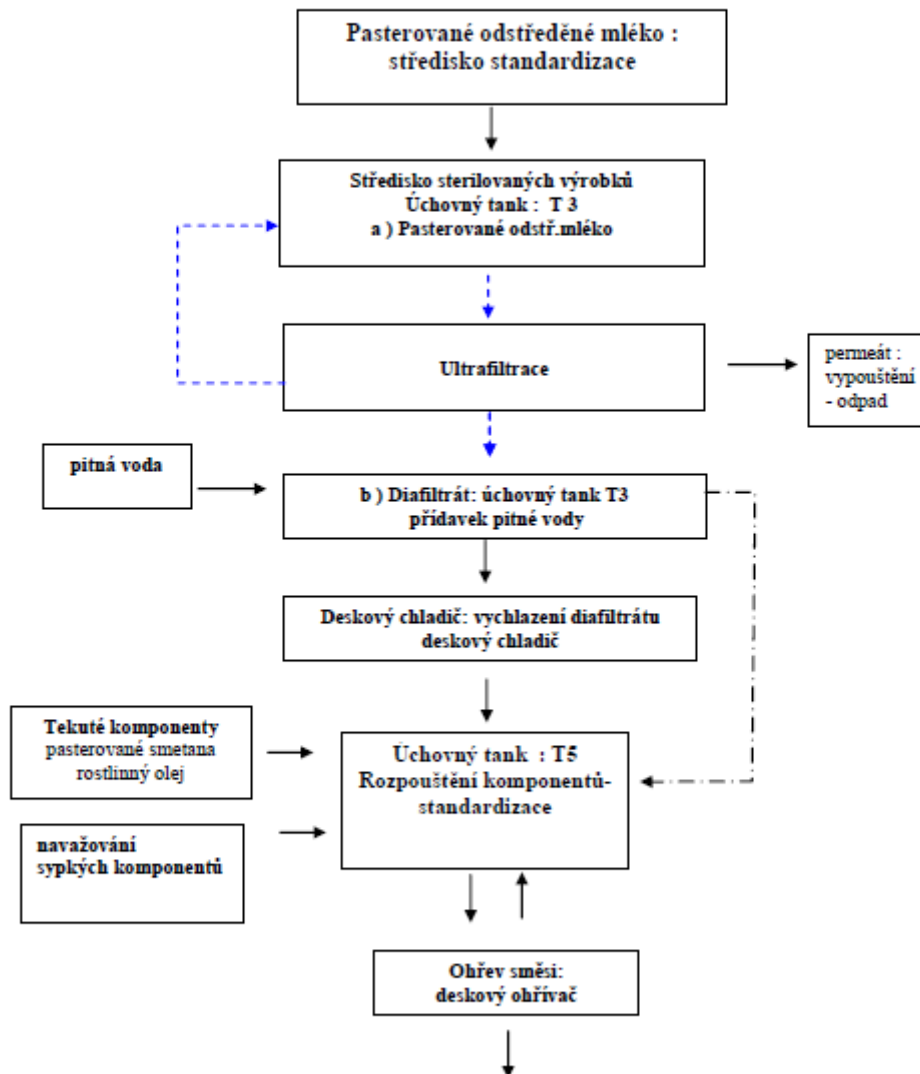 Pasterované odstředěné mléko :
středisko standardizace
Středisko sterilovaných výrobků
Úchovný tank : T 3
a ) Pasterované odstř.mléko
Ultrafiltrace
permeát :
vypouštění
- odpad
pitná voda
b ) Diafiltrát: úchovný tank T3
přídavek pitné vody
Deskový chladič: vychlazení diafiltrátu
deskový chladič
Tekuté komponenty
pasterované smetana
rostlinný olej
Úchovný tank : T5
Rozpouštění komponentů-
standardizace
navažování
sypkých komponentů
Ohřev směsi:
deskový ohřívač